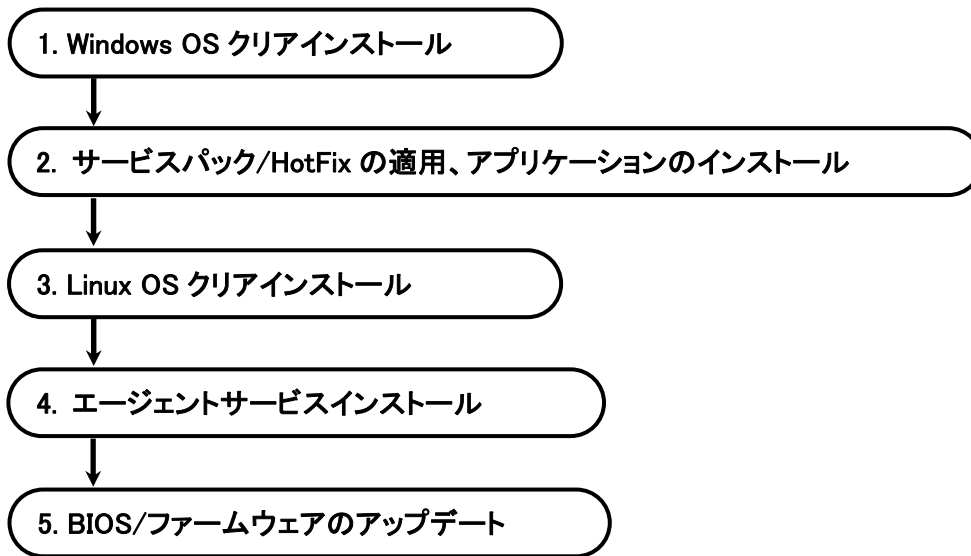 1. Windows OS クリアインストール
2. サービスパック/HotFix の適用、アプリケーションのインストール
3. Linux OS クリアインストール
4. エージェントサービスインストール
5. BIOS/ファームウェアのアップデート